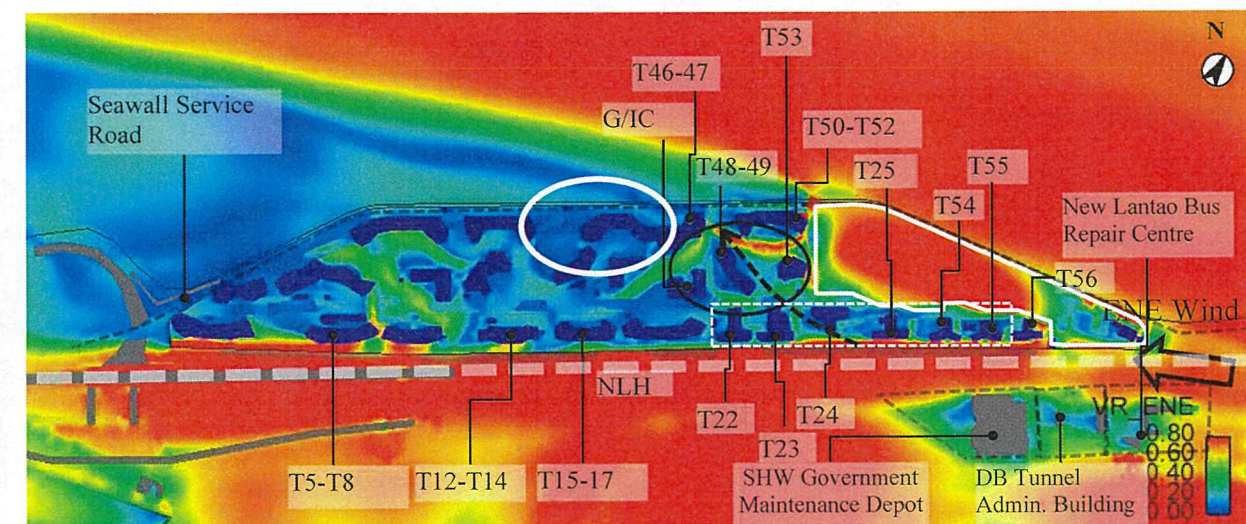 T53
N
T46-47
Seawall Service
Road
G/IC
T50-T52
T48-49
T25
T55
T54
New Lantao Bus
Repair Centre
T56
ENE Wind
NLH
VR_ENE
T22
T24
0.80
0.60
0.40
0.20
0.00
T23
T5-T8
T12-T14
T15-17
SHW Government
Maintenance Depot
DB Tunnel
Admin. Building